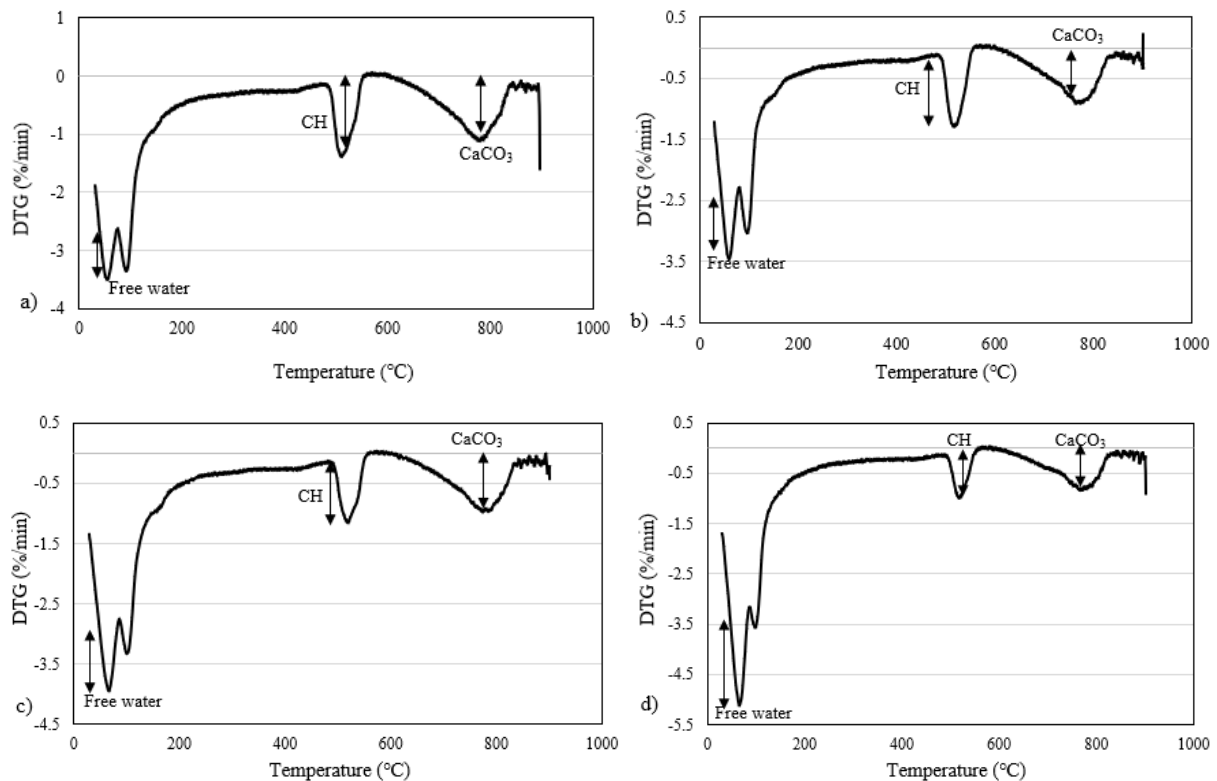 1
0
-1
-2
-3
-4
DTG (%/min)
CH
CaCO3
Free water
a)
0 200 400 600 800 1000
Temperature (°C)
0.5
-0.5
-1.5
-2.5
-3.5
-4.5
DTG (%/min)
CaCO3
CH
Free water
b)
0 200 400 600 800 1000
Temperature (°C)
0.5
-0.5
-1.5
-2.5
-3.5
-4.5
DTG (%/min)
CaCO3
CH
Free water
c)
0 200 400 600 800 1000
Temperature (°C)
0.5
-0.5
-1.5
-2.5
-3.5
-4.5
-5.5
DTG (%/min)
CH CaCO3
Free water
d)
0 200 400 600 800 1000
Temperature (°C)